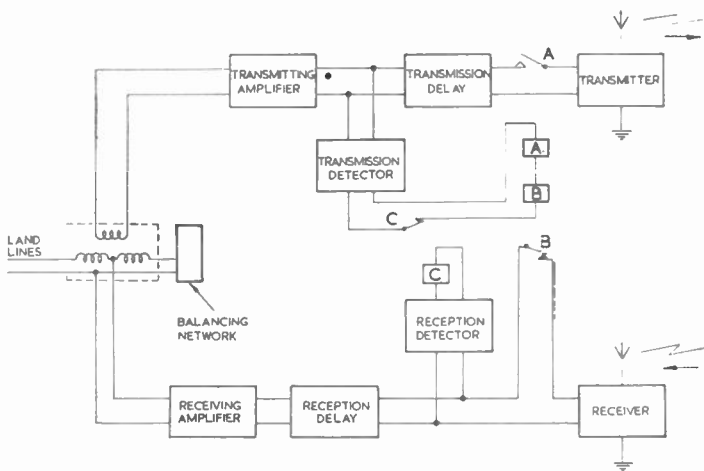 A
TRANSMITTING
AMPLIFIER
TRANSMISSION
DELAY
TRANSMITTER
TRANSMISSION
DETECTOR
A
B
C
LAND
LINES
B
C
BALANCING
NETWORK
RECEPTION
DETECTOR
RECEIVING
AMPLIFIER
RECEPTION
DELAY
RECEIVER